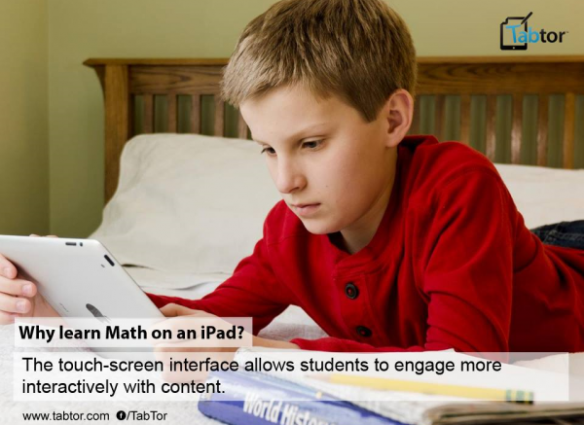 Tabtor
Why learn Math on an iPad?
The touch-screen interface allows students to engage more
interactively with content.
World History
www.tabtor.com /TabTor